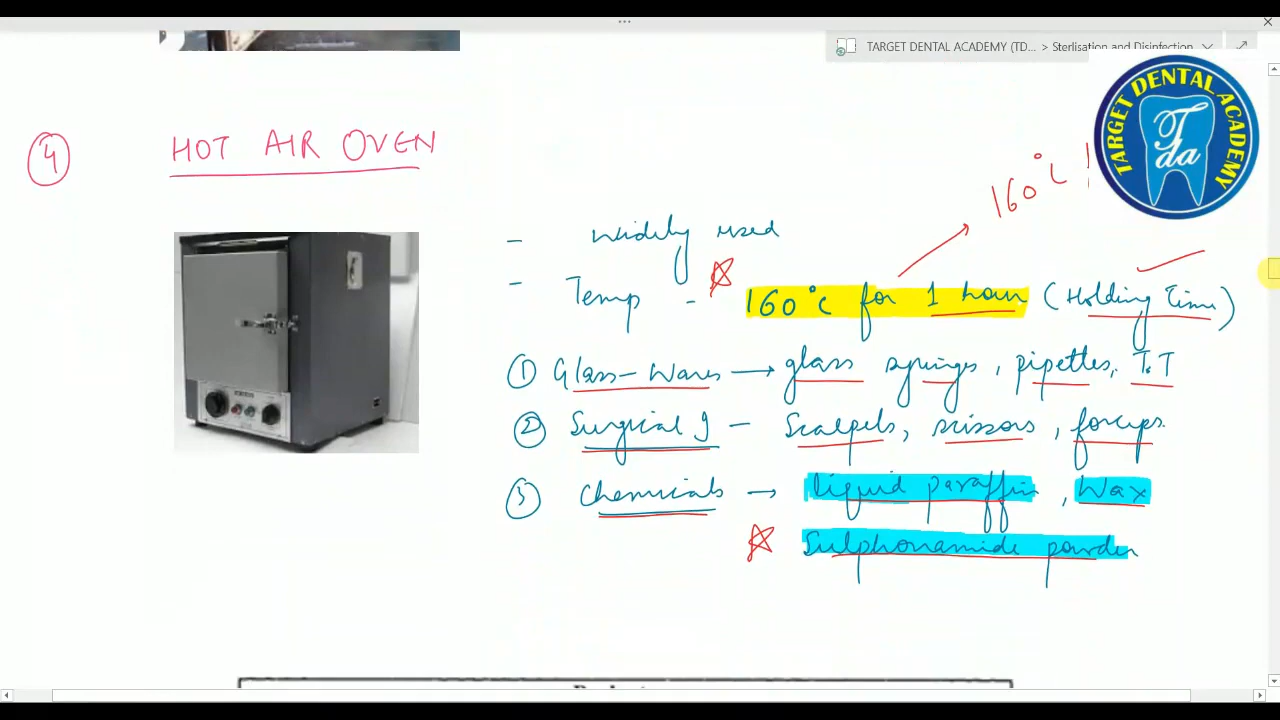 TARGET DENTAL ACADEMY (TD... > Sterlisation and Disinfection
TARGET DENTAL ACADEMY
Tda
4 HOT AIR OVEN
160°C
- Widely used
- Temp - 160°C for 1 hour (Holding Time)
1 Glass-Wares → glass syringes, pipettes, T.T
2 Surgical I - Scalpels, scissors, forceps.
3 Chemicals → liquid paraffin, Wax
Sulphonamide powder